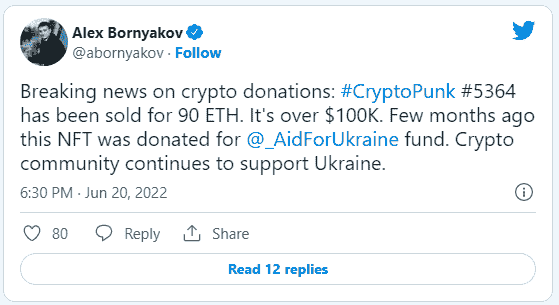 Alex Bornyakov
@abornyakov · Follow
Breaking news on crypto donations: #CryptoPunk #5364
has been sold for 90 ETH. It's over $100K. Few months ago
this NFT was donated for @_AidForUkraine fund. Crypto
community continues to support Ukraine.
6:30 PM · Jun 20, 2022
80 Reply Share
Read 12 replies